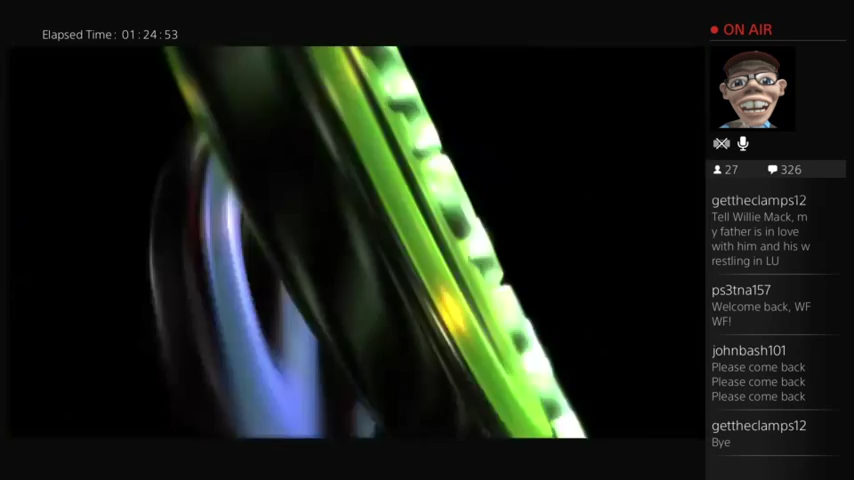 Elapsed Time: 01:24:53
ON AIR
27 326
gettheclamps12
Tell Willie Mack, m
y father is in love
with him and his w
restling in LU
ps3tna157
Welcome back, WF
WF!
johnbash101
Please come back
Please come back
Please come back
gettheclamps12
Bye